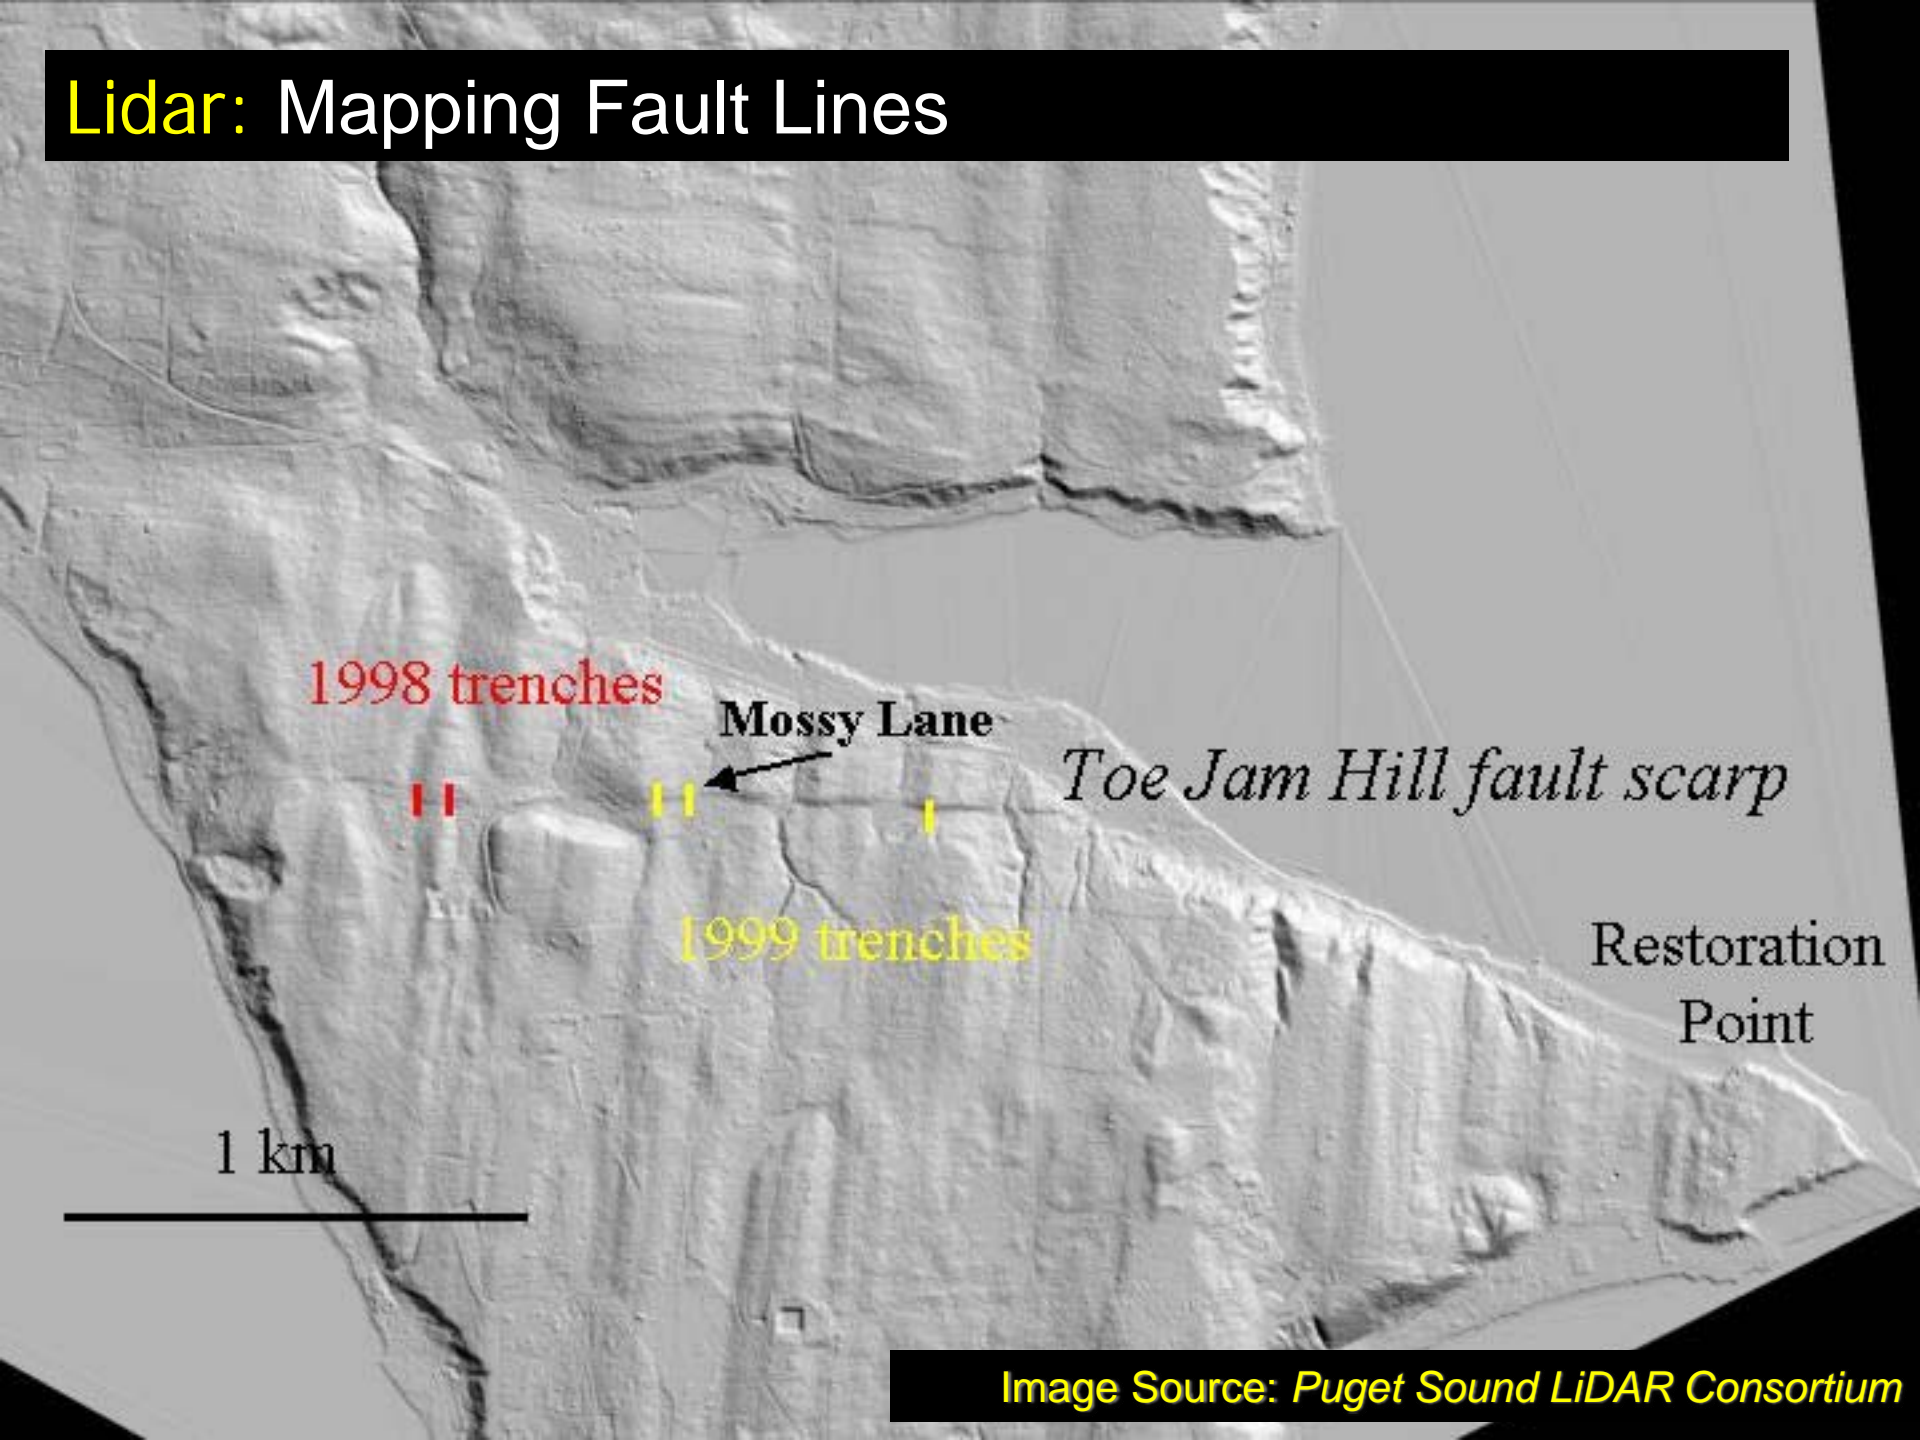 Lidar: Mapping Fault Lines
1998 trenches
Mossy Lane
Toe Jam Hill fault scarp
1999 trenches
Restoration
Point
1 km
Image Source: Puget Sound LiDAR Consortium